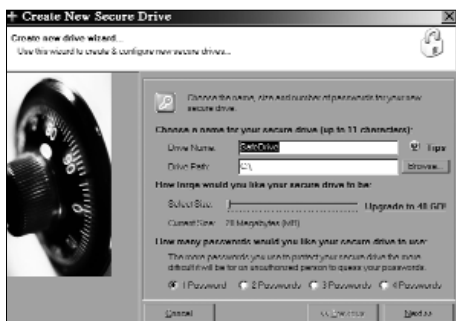 Create New Secure Drive
Create new drive wizard...
Use this wizard to create & configure new secure drives...
Choose the name, size and number of passwords for your new
secure drive.
Choose a name for your secure drive (up to 11 characters):
Drive Name: SafeDrive Tips
Drive Path: C:\ Browse...
How large would you like your secure drive to be:
Select Size: Upgrade to 48 GB!
Current Size: Megabytes (MB)
How many passwords would you like your secure drive to use:
The more passwords you use to protect your secure drive the more
difficult it will be for an unauthorized person to guess your passwords.
1 Password 2 Passwords 3 Passwords 4 Passwords
Cancel << Previous Next >>